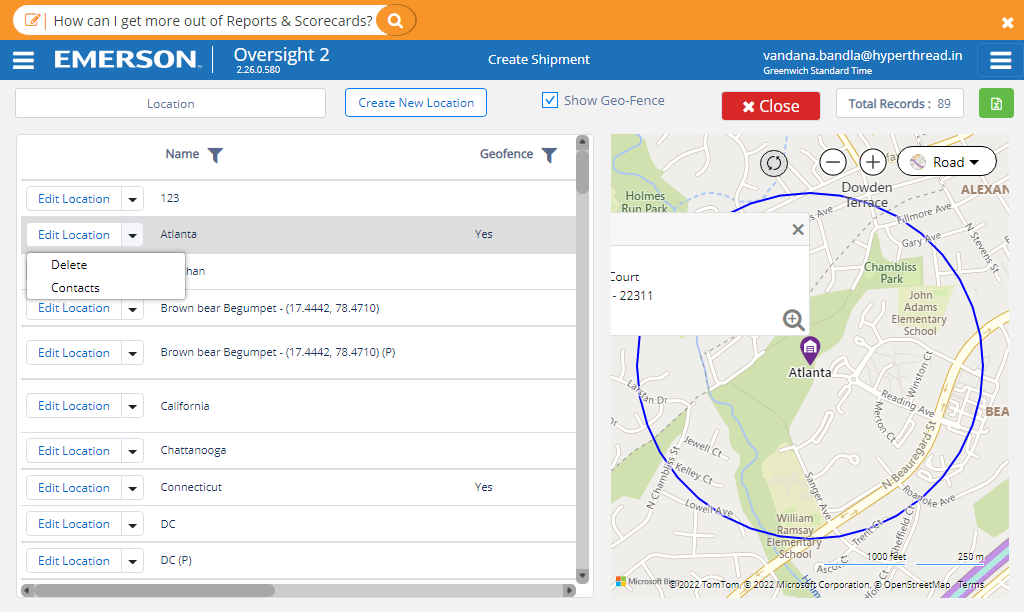 How can I get more out of Reports & Scorecards?
EMERSON
Oversight 2
2.26.0.580
Create Shipment
vandana.bandla@hyperthread.in
Greenwich Standard Time
Location
Create New Location
Show Geo-Fence
Close
Total Records : 89
Name
Geofence
Edit Location 123
Edit Location Atlanta Yes
Delete
Contacts
han
Edit Location Brown bear Begumpet - (17.4442, 78.4710)
Edit Location Brown bear Begumpet - (17.4442, 78.4710) (P)
Edit Location California
Edit Location Chattanooga
Edit Location Connecticut Yes
Edit Location DC
Edit Location DC (P)
Road
Holmes
Run Park
Dowden
Terrace
ALEXAN
s Ave
Fillmore Ave
Gary Ave
N Stevens St
Court
- 22311
Chambliss
Park
John
Adams
Elementary
School
Atlanta
Winston Ct
Reading Ave
Merton Ct
BEA
Lawson Dr
Dr
Jewell Ct
Kelley Ct
N Chambliss St
Lowell Ave
Sanger Ave
N Beauregard St
Roanoke Ave
William
Ramsay
Elementary
School
Trent Ct
Sheffield Ct
Ascot Ct
1000 feet
250 m
Microsoft Bing
© 2022 TomTom, © 2022 Microsoft Corporation, © OpenStreetMap Terms